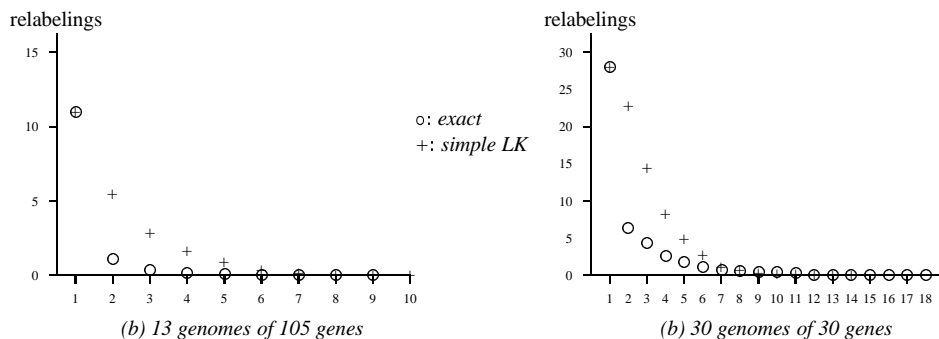 relabelings
15
10
5
0
1 2 3 4 5 6 7 8 9 10
(b) 13 genomes of 105 genes
o: exact
+: simple LK
relabelings
30
25
20
15
10
5
0
1 2 3 4 5 6 7 8 9 10 11 12 13 14 15 16 17 18
(b) 30 genomes of 30 genes